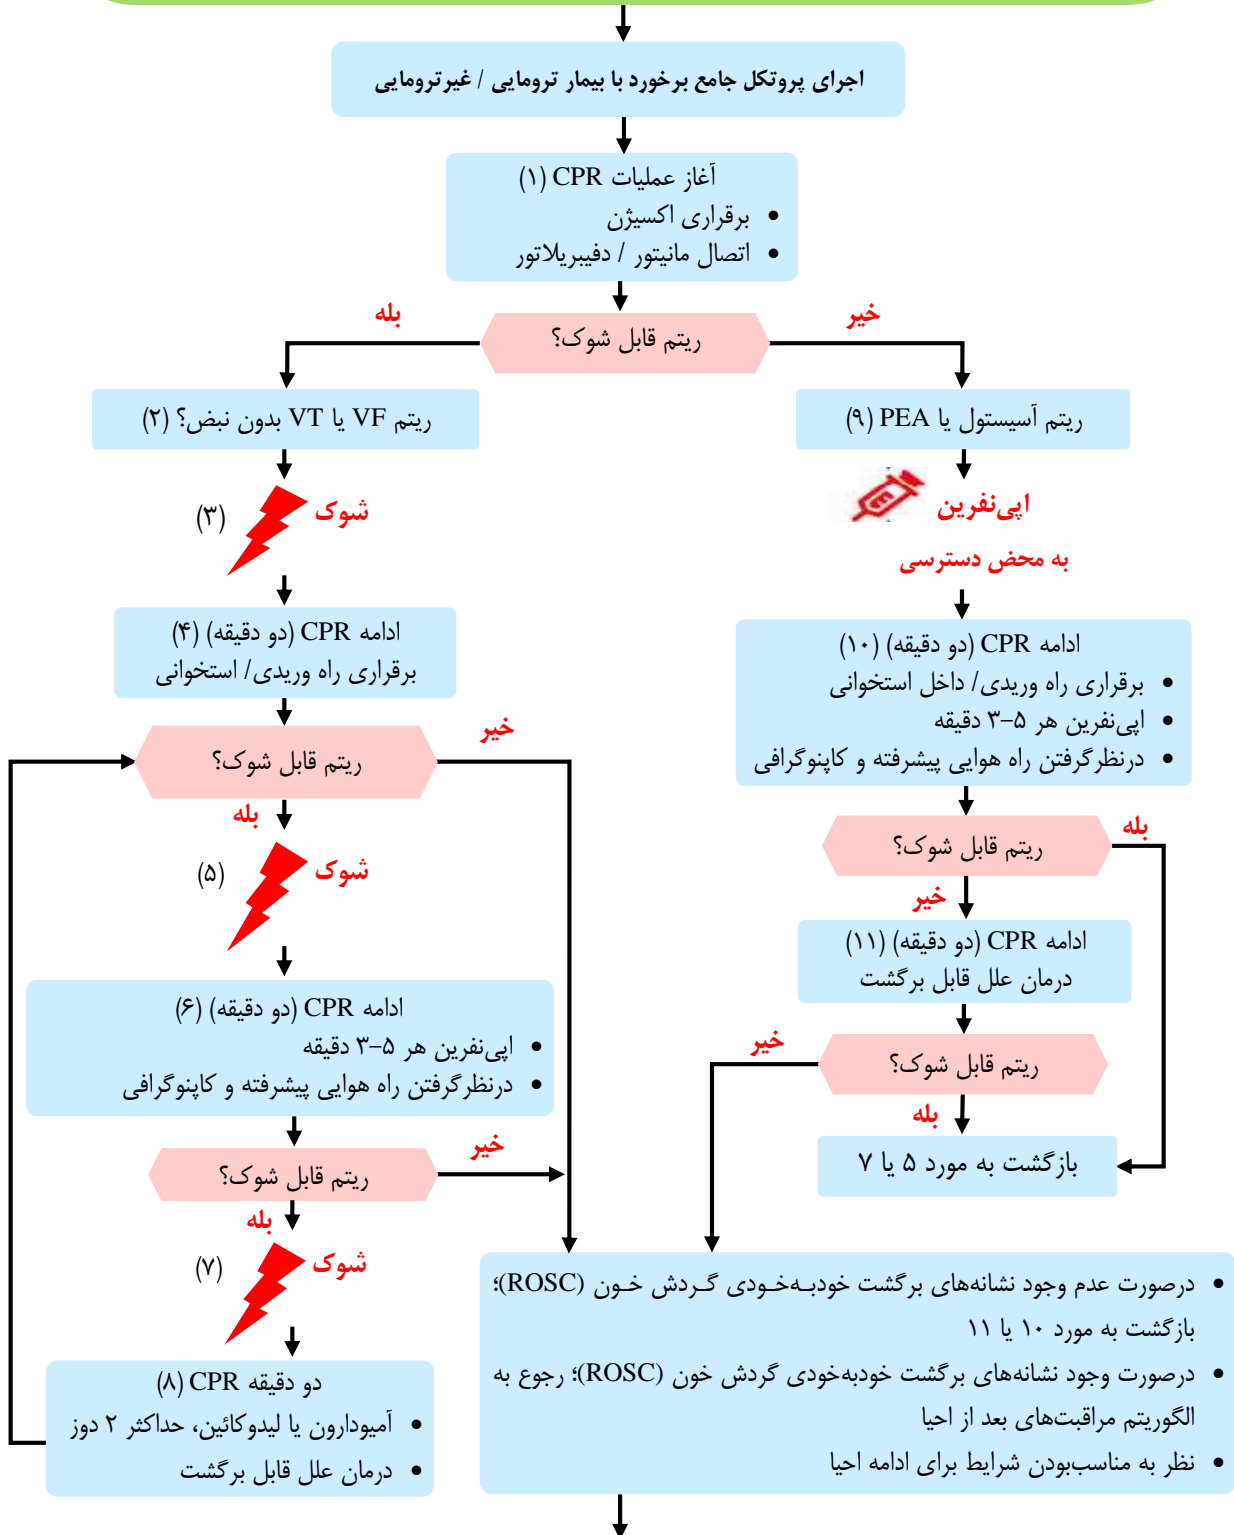 اجرای پروتکل جامع برخورد با بیمار ترومایی / غیرترومایی
آغاز عملیات CPR (۱)
• برقراری اکسیژن
• اتصال مانیتور / دفیبریلاتور
ریتم قابل شوک؟
خیر
بله
ریتم VF یا VT بدون نبض؟ (۲)
شوک
(۳)
ادامه CPR (دو دقیقه) (۴)
برقراری راه وریدی/ استخوانی
ریتم قابل شوک؟
خیر
بله
شوک
(۵)
ادامه CPR (دو دقیقه) (۶)
• اپی‌نفرین هر ۵–۳ دقیقه
• درنظرگرفتن راه هوایی پیشرفته و کاپنوگرافی
ریتم قابل شوک؟
خیر
بله
شوک
(۷)
دو دقیقه CPR (۸)
• آمیودارون یا لیدوکائین، حداکثر ۲ دوز
• درمان علل قابل برگشت
ریتم آسیستول یا PEA (۹)
اپی‌نفرین
به محض دسترسی
ادامه CPR (دو دقیقه) (۱۰)
• برقراری راه وریدی/ داخل استخوانی
• اپی‌نفرین هر ۵–۳ دقیقه
• درنظرگرفتن راه هوایی پیشرفته و کاپنوگرافی
ریتم قابل شوک؟
بله
خیر
ادامه CPR (دو دقیقه) (۱۱)
درمان علل قابل برگشت
ریتم قابل شوک؟
خیر
بله
بازگشت به مورد ۵ یا ۷
• درصورت عدم وجود نشانه‌های برگشت خودبـه‌خـودی گـردش خـون (ROSC)؛
بازگشت به مورد ۱۰ یا ۱۱
• درصورت وجود نشانه‌های برگشت خودبه‌خودی گردش خون (ROSC)؛ رجوع به
الگوریتم مراقبت‌های بعد از احیا
• نظر به مناسب‌بودن شرایط برای ادامه احیا